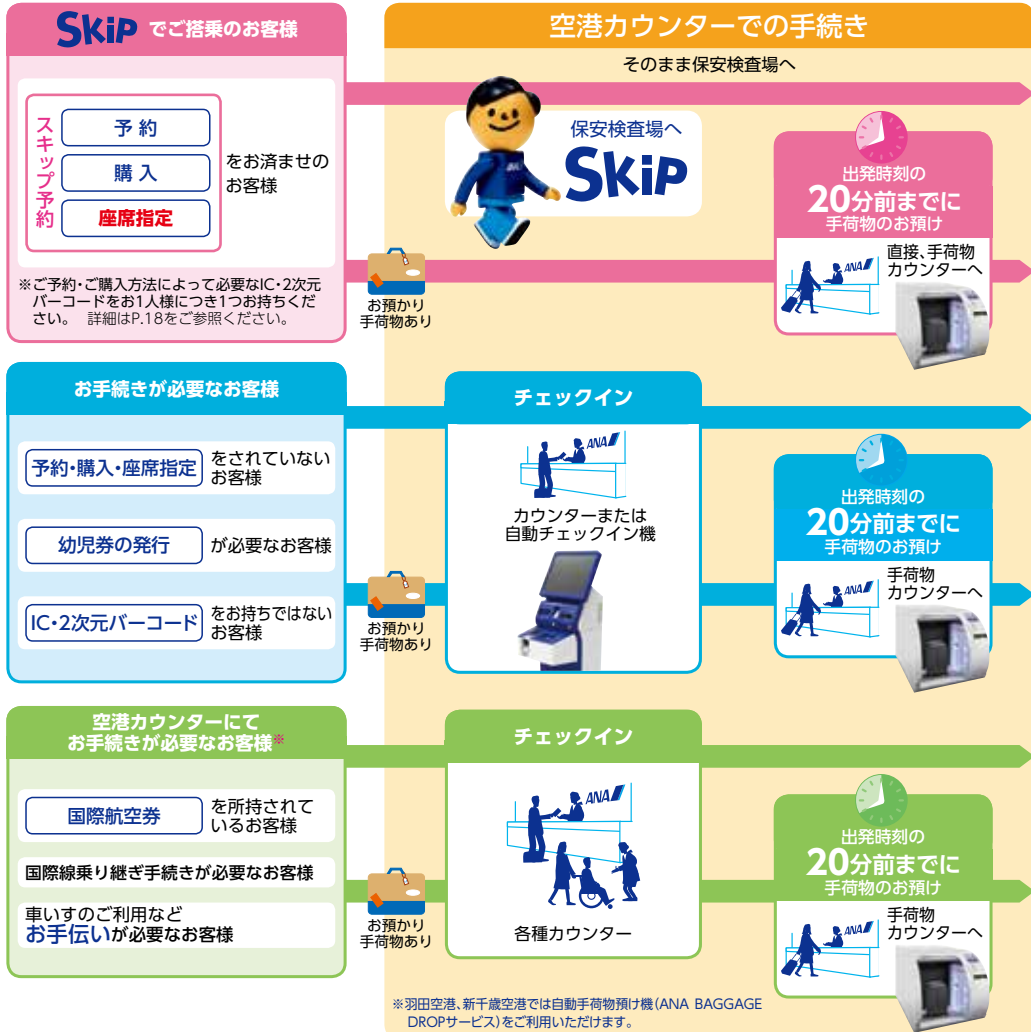 SKiP でご搭乗のお客様
スキップ予約
予 約
購 入
座席指定
をお済ませの
お客様
※ご予約・ご購入方法によって必要なIC・2次元
バーコードをお1人様につき1つお持ちくだ
さい。 詳細はP.18をご参照ください。
空港カウンターでの手続き
そのまま保安検査場へ
保安検査場へ
SKiP
お預かり
手荷物あり
出発時刻の
20分前までに
手荷物のお預け
ANA
直接、手荷物
カウンターへ
お手続きが必要なお客様
予約・購入・座席指定 をされていない
お客様
幼児券の発行 が必要なお客様
IC・2次元バーコード をお持ちではない
お客様
お預かり
手荷物あり
チェックイン
ANA
カウンターまたは
自動チェックイン機
出発時刻の
20分前までに
手荷物のお預け
ANA
手荷物
カウンターへ
空港カウンターにて
お手続きが必要なお客様※
国際航空券 を所持されて
いるお客様
国際線乗り継ぎ手続きが必要なお客様
車いすのご利用など
お手伝いが必要なお客様
お預かり
手荷物あり
チェックイン
ANA
各種カウンター
出発時刻の
20分前までに
手荷物のお預け
ANA
手荷物
カウンターへ
※羽田空港、新千歳空港では自動手荷物預け機(ANA BAGGAGE
DROPサービス)をご利用いただけます。